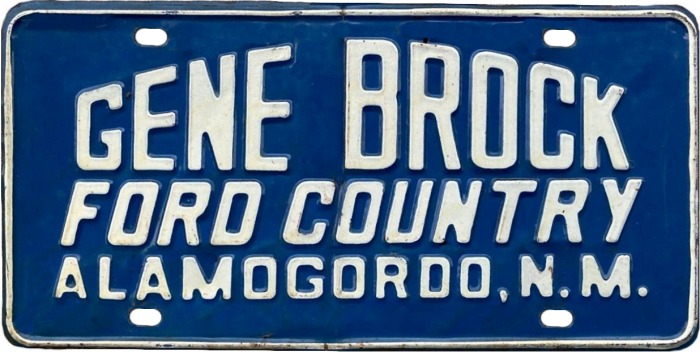 GENE BROCK
FORD COUNTRY
ALAMOGORDO, N.M.